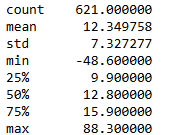 count    621.000000
mean      12.349758
std        7.327277
min      -48.600000
25%        9.900000
50%       12.800000
75%       15.900000
max       88.300000